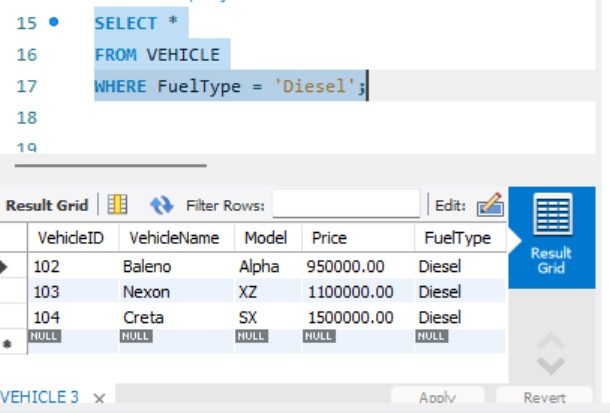 15 SELECT *
16 FROM VEHICLE
17 WHERE FuelType = 'Diesel';
18
19
Result Grid Filter Rows: Edit:
VehicleID VehicleName Model Price FuelType
102 Baleno Alpha 950000.00 Diesel
103 Nexon XZ 1100000.00 Diesel
104 Creta SX 1500000.00 Diesel
NULL NULL NULL NULL NULL
Result
Grid
VEHICLE 3 × Apply Revert